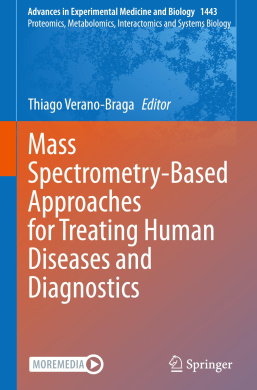 Advances in Experimental Medicine and Biology 1443
Proteomics, Metabolomics, Interactomics and Systems Biology
Thiago Verano-Braga Editor
Mass
Spectrometry-Based
Approaches
for Treating Human
Diseases and
Diagnostics
MOREMEDIA
Springer